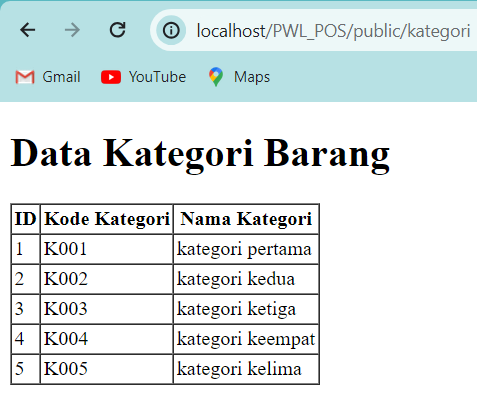 localhost/PWL_POS/public/kategori
Gmail YouTube Maps
Data Kategori Barang
ID Kode Kategori Nama Kategori
1 K001 kategori pertama
2 K002 kategori kedua
3 K003 kategori ketiga
4 K004 kategori keempat
5 K005 kategori kelima